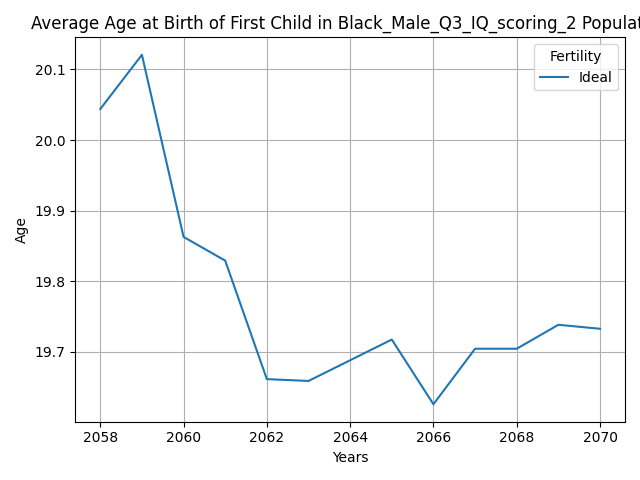 Average Age at Birth of First Child in Black_Male_Q3_IQ_scoring_2
Fertility
Ideal
20.1
20.0
19.9
19.8
19.7
Age
2058 2060 2062 2064 2066 2068 2070
Years